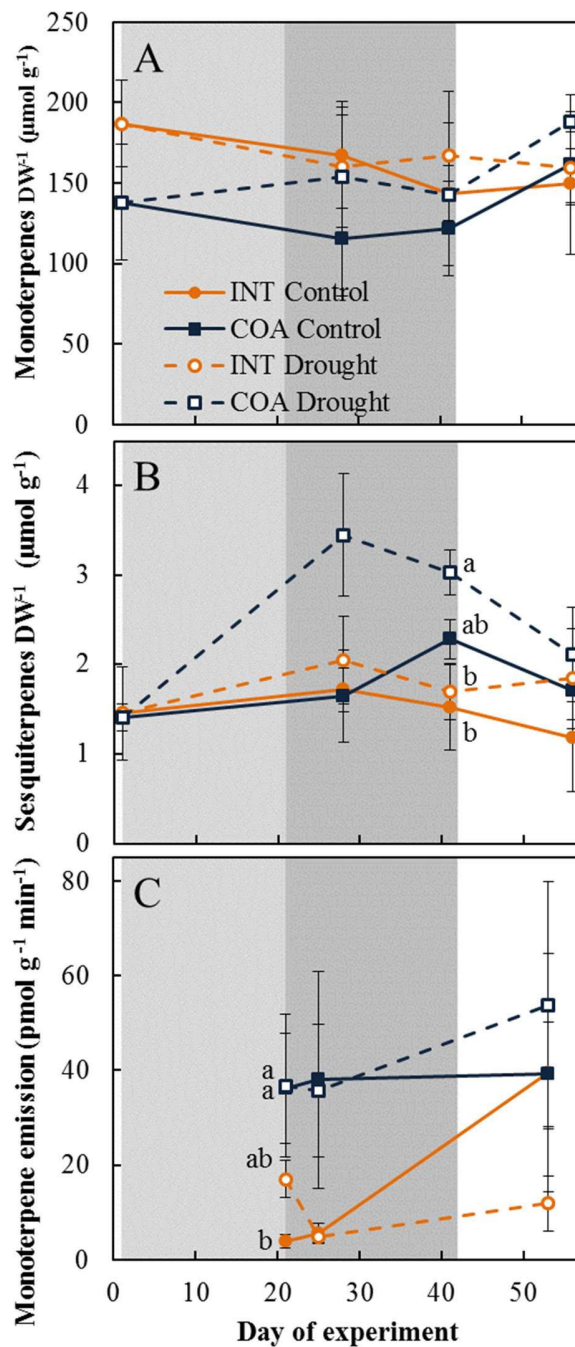 250
200
150
100
50
0
Monoterpenes DW⁻¹ (µmol g⁻¹)
A
INT Control
COA Control
INT Drought
COA Drought
4
3
2
1
0
Sesquiterpenes DW⁻¹ (µmol g⁻¹)
B
a
ab
b
b
80
60
40
20
0
Monoterpene emission (pmol g⁻¹ min⁻¹)
C
a
a
ab
b
0 10 20 30 40 50
Day of experiment